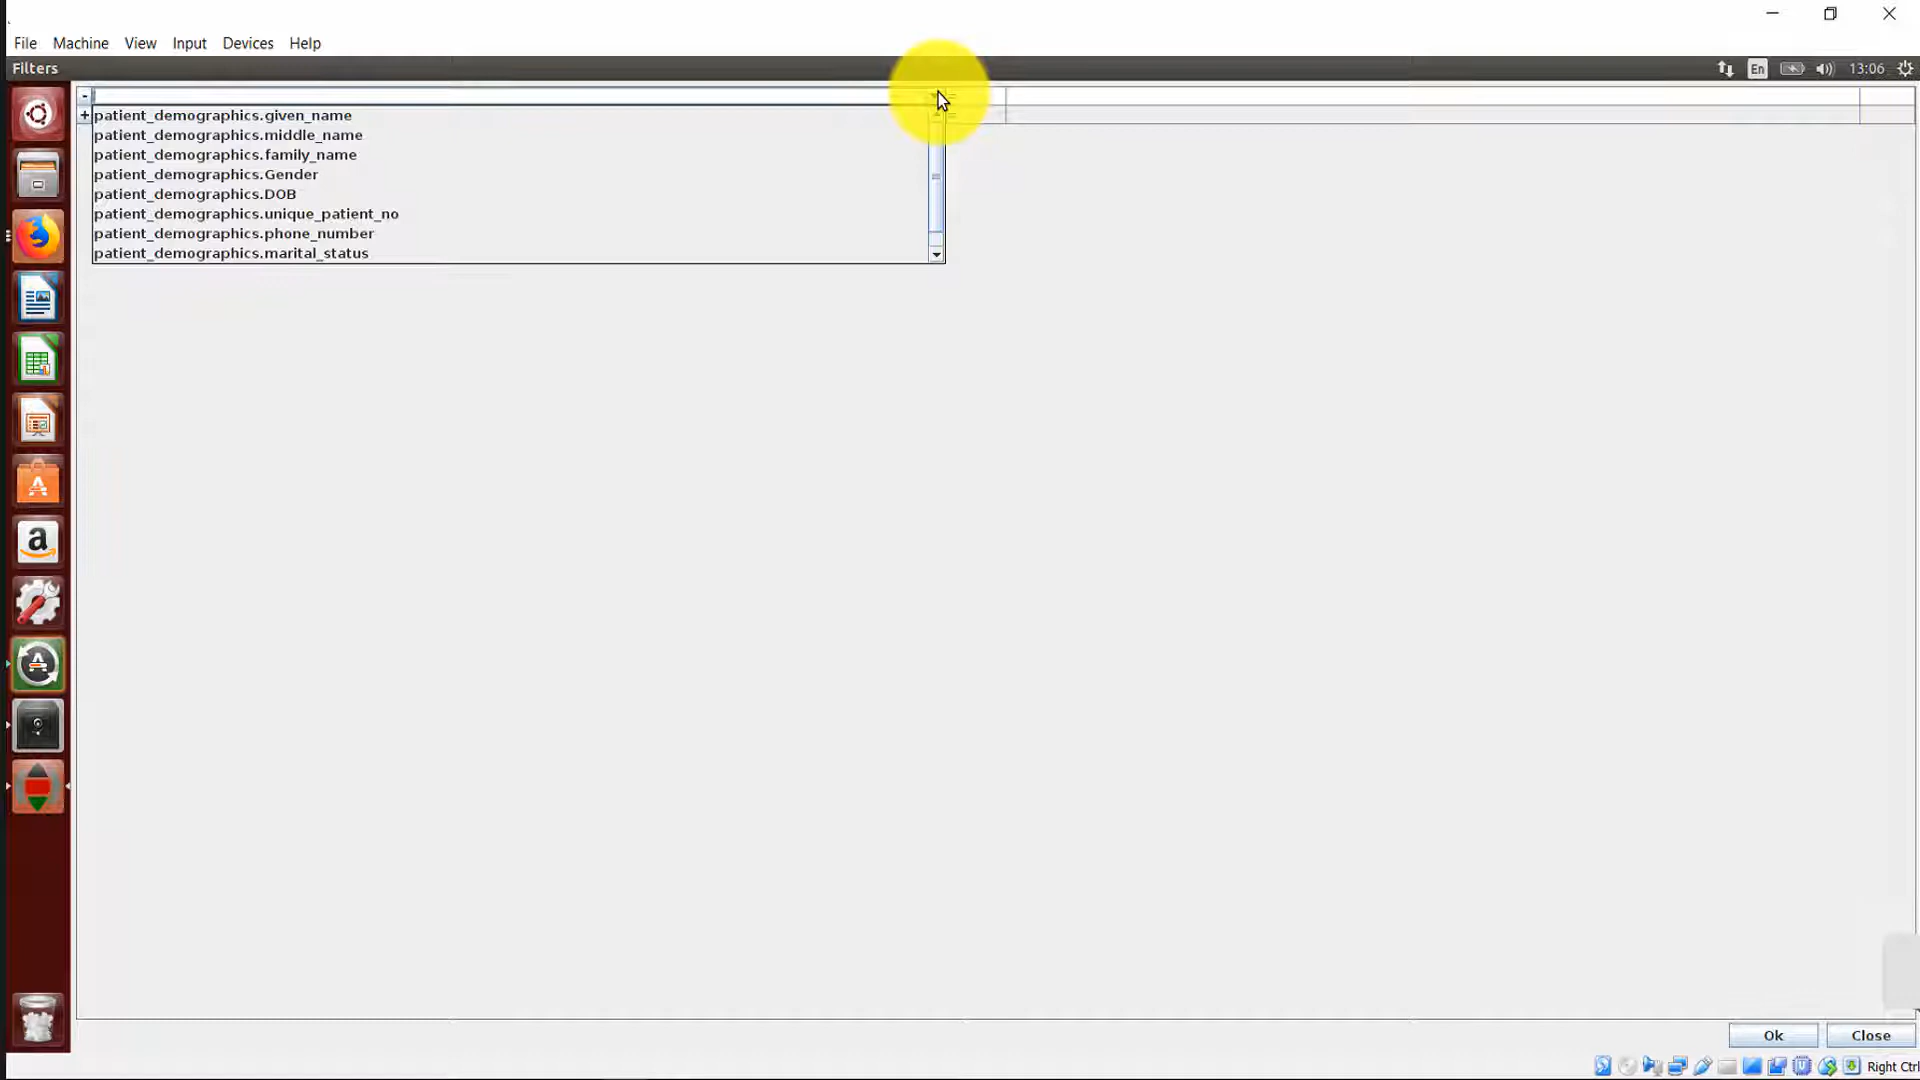 File Machine View Input Devices Help
Filters
En
13:06
-
+
patient_demographics.given_name
patient_demographics.middle_name
patient_demographics.family_name
patient_demographics.Gender
patient_demographics.DOB
patient_demographics.unique_patient_no
patient_demographics.phone_number
patient_demographics.marital_status
Ok Close
Right Ctrl